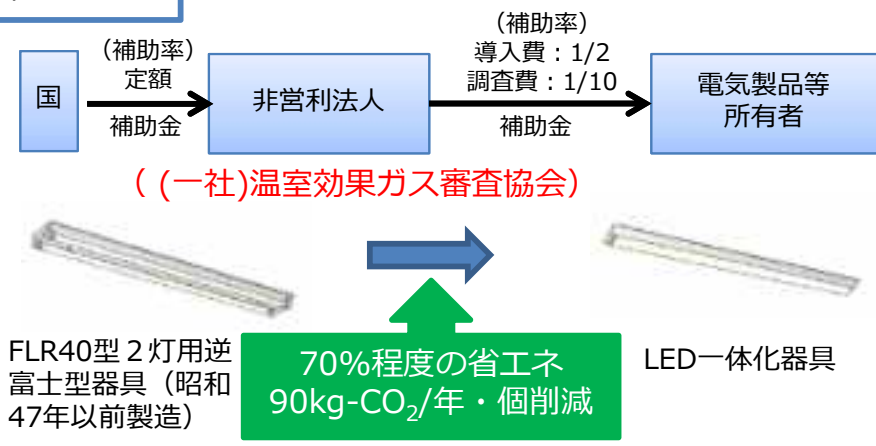 (補助率)
定額
国
補助金
非営利法人
(補助率)
導入費：1/2
調査費：1/10
補助金
電気製品等
所有者
（ (一社)温室効果ガス審査協会）
FLR40型２灯用逆
富士型器具（昭和
47年以前製造）
70%程度の省エネ
90kg-CO₂/年・個削減
LED一体化器具